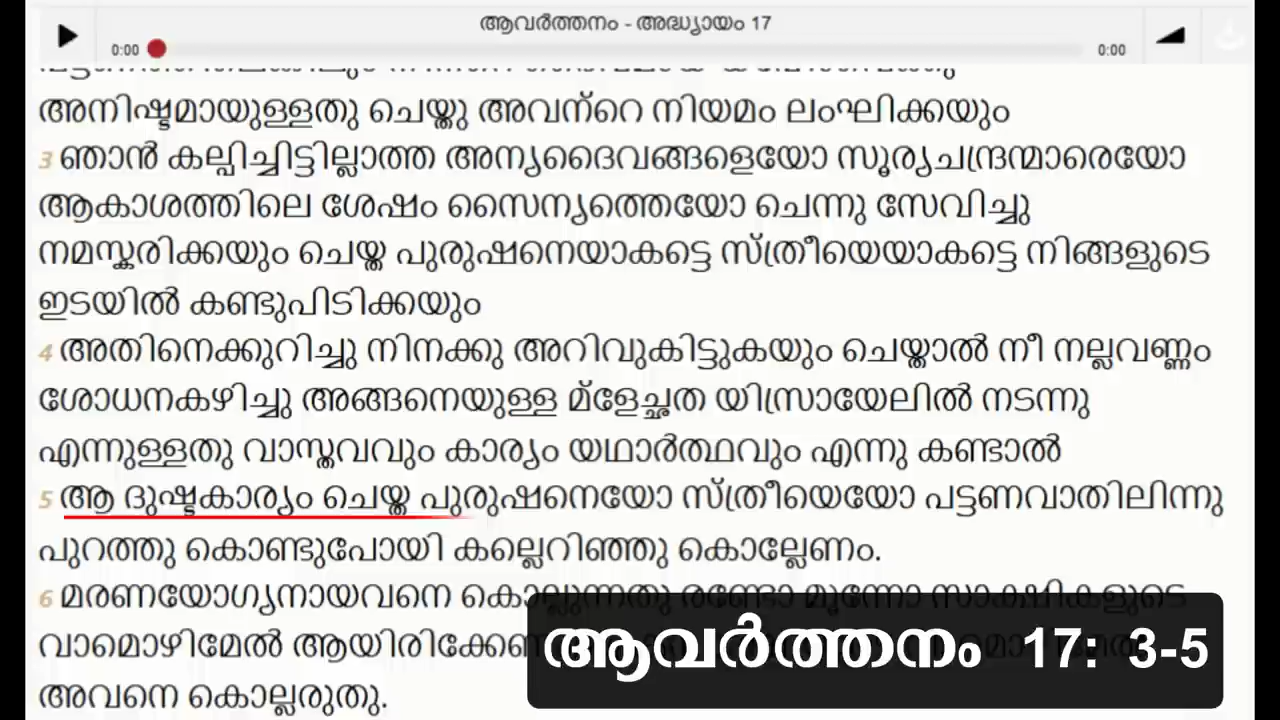 ആവർത്തനം - അദ്ധ്യായം 17
0:00
0:00
അനിഷ്ടമായുള്ളതു ചെയ്തു അവന്റെ നിയമം ലംഘിക്കയും
3 ഞാൻ കല്പിച്ചിട്ടില്ലാത്ത അന്യദൈവങ്ങളെയോ സൂര്യചന്ദ്രന്മാരെയോ
ആകാശത്തിലെ ശേഷം സൈന്യത്തെയോ ചെന്നു സേവിച്ചു
നമസ്കരിക്കയും ചെയ്ത പുരുഷനെയാകട്ടെ സ്ത്രീയെയാകട്ടെ നിങ്ങളുടെ
ഇടയിൽ കണ്ടുപിടിക്കയും
4 അതിനെക്കുറിച്ചു നിനക്കു അറിവുകിട്ടുകയും ചെയ്താൽ നീ നല്ലവണ്ണം
ശോധനകഴിച്ചു അങ്ങനെയുള്ള മ്ളേച്ഛത യിസ്രായേലിൽ നടന്നു
എന്നുള്ളതു വാസ്തവവും കാര്യം യഥാർത്ഥവും എന്നു കണ്ടാൽ
5 ആ ദുഷ്ടകാര്യം ചെയ്ത പുരുഷനെയോ സ്ത്രീയെയോ പട്ടണവാതിലിന്നു
പുറത്തു കൊണ്ടുപോയി കല്ലെറിഞ്ഞു കൊല്ലേണം.
6 മരണയോഗ്യനായവനെ കൊല്ലുന്നതു രണ്ടോ മൂന്നോ സാക്ഷികളുടെ
വാമൊഴിമേൽ
അവനെ കൊല്ലരുതു.
ആവർത്തനം 17: 3-5